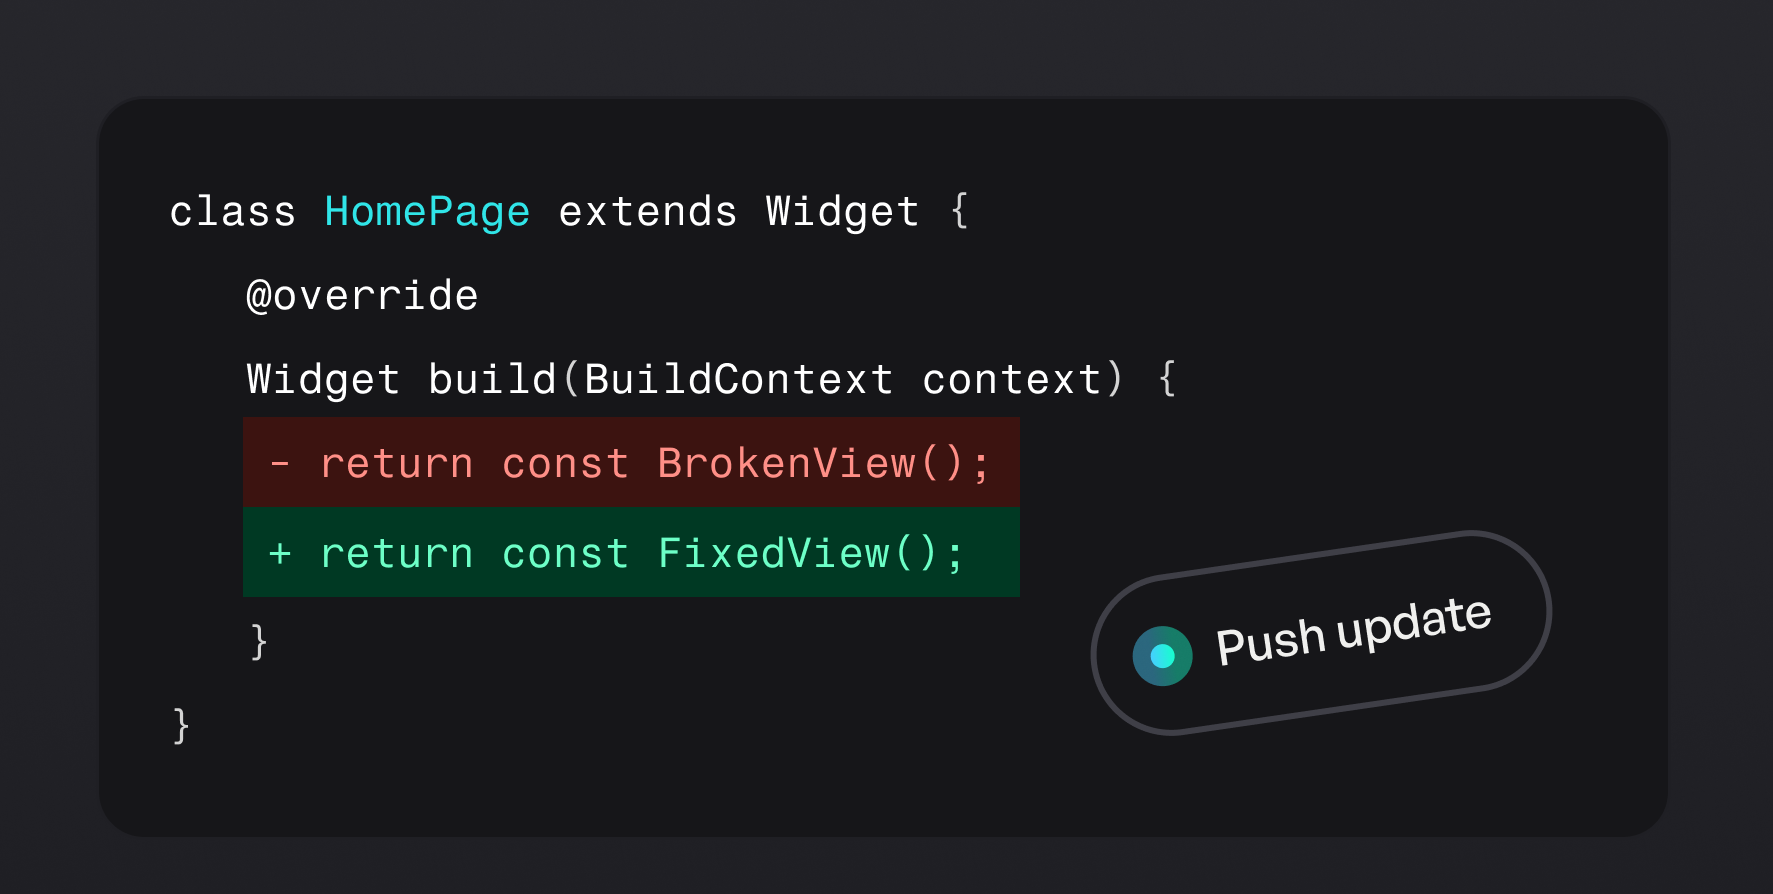 class HomePage extends Widget {
@override
Widget build(BuildContext context) {
- return const BrokenView();
+ return const FixedView();
}
}
Push update